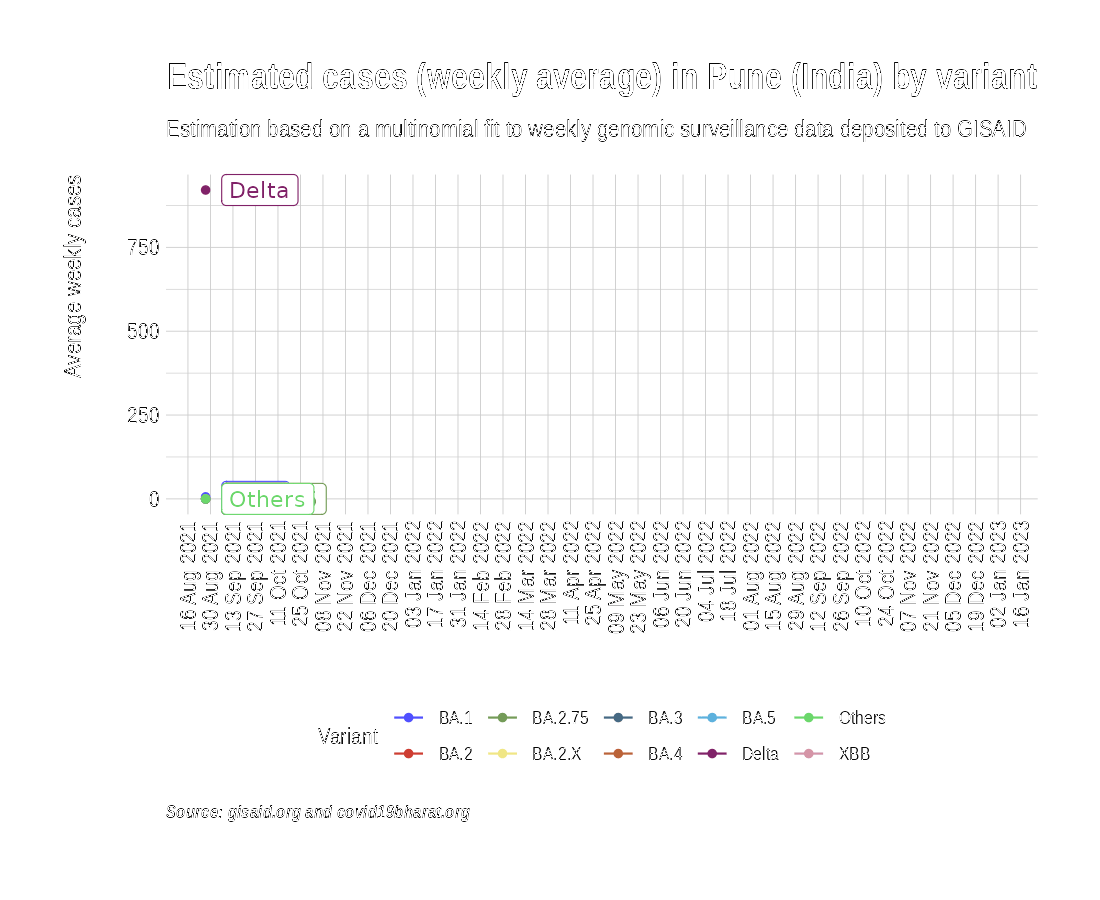 Estimated cases (weekly average) in Pune (India) by variant
Estimation based on a multinomial fit to weekly genomic surveillance data deposited to GISAID
Average weekly cases
Delta
750
500
250
0
Others
16 Aug 2021
30 Aug 2021
13 Sep 2021
27 Sep 2021
11 Oct 2021
25 Oct 2021
08 Nov 2021
22 Nov 2021
06 Dec 2021
20 Dec 2021
03 Jan 2022
17 Jan 2022
31 Jan 2022
14 Feb 2022
28 Feb 2022
14 Mar 2022
28 Mar 2022
11 Apr 2022
25 Apr 2022
09 May 2022
23 May 2022
06 Jun 2022
20 Jun 2022
04 Jul 2022
18 Jul 2022
01 Aug 2022
15 Aug 2022
29 Aug 2022
12 Sep 2022
26 Sep 2022
10 Oct 2022
24 Oct 2022
07 Nov 2022
21 Nov 2022
05 Dec 2022
19 Dec 2022
02 Jan 2023
16 Jan 2023
Variant
BA.1 BA.2.75 BA.3 BA.5 Others
BA.2 BA.2.X BA.4 Delta XBB
Source: gisaid.org and covid19bharat.org